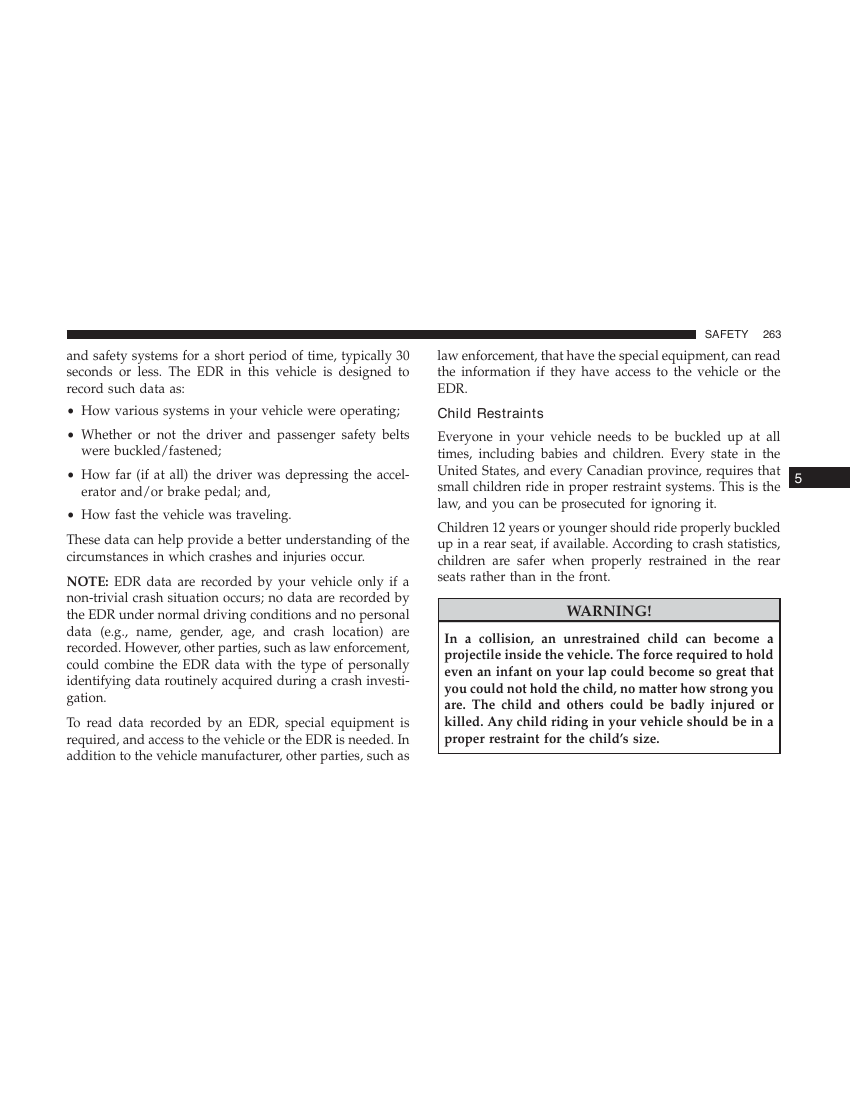 SAFETY 263
and safety systems for a short period of time, typically 30
seconds or less. The EDR in this vehicle is designed to
record such data as:
• How various systems in your vehicle were operating;
• Whether or not the driver and passenger safety belts
were buckled/fastened;
• How far (if at all) the driver was depressing the accel-
erator and/or brake pedal; and,
• How fast the vehicle was traveling.
These data can help provide a better understanding of the
circumstances in which crashes and injuries occur.
NOTE: EDR data are recorded by your vehicle only if a
non-trivial crash situation occurs; no data are recorded by
the EDR under normal driving conditions and no personal
data (e.g., name, gender, age, and crash location) are
recorded. However, other parties, such as law enforcement,
could combine the EDR data with the type of personally
identifying data routinely acquired during a crash investi-
gation.
To read data recorded by an EDR, special equipment is
required, and access to the vehicle or the EDR is needed. In
addition to the vehicle manufacturer, other parties, such as
law enforcement, that have the special equipment, can read
the information if they have access to the vehicle or the
EDR.
Child Restraints
Everyone in your vehicle needs to be buckled up at all
times, including babies and children. Every state in the
United States, and every Canadian province, requires that
small children ride in proper restraint systems. This is the
law, and you can be prosecuted for ignoring it.
Children 12 years or younger should ride properly buckled
up in a rear seat, if available. According to crash statistics,
children are safer when properly restrained in the rear
seats rather than in the front.
WARNING!
In a collision, an unrestrained child can become a
projectile inside the vehicle. The force required to hold
even an infant on your lap could become so great that
you could not hold the child, no matter how strong you
are. The child and others could be badly injured or
killed. Any child riding in your vehicle should be in a
proper restraint for the child's size.
5